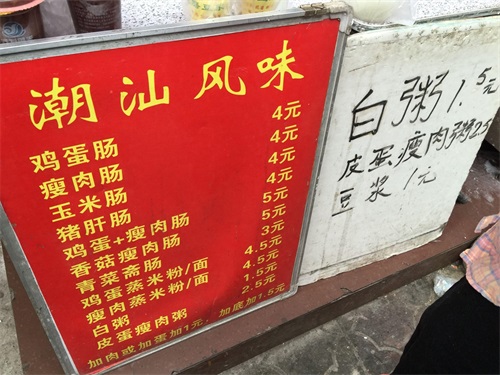 潮汕风味
鸡蛋肠 4元
瘦肉肠 4元
玉米肠 4元
猪肝肠 4元
鸡蛋+瘦肉肠 5元
香菇瘦肉肠 5元
青菜斋肠 3元
鸡蛋蒸米粉/面 4.5元
瘦肉蒸米粉/面 4.5元
白粥 1.5元
皮蛋瘦肉粥 2.5元
加肉或加蛋加1元、加底加1.5元
白粥1.5元
皮蛋瘦肉粥2.5
豆浆1元